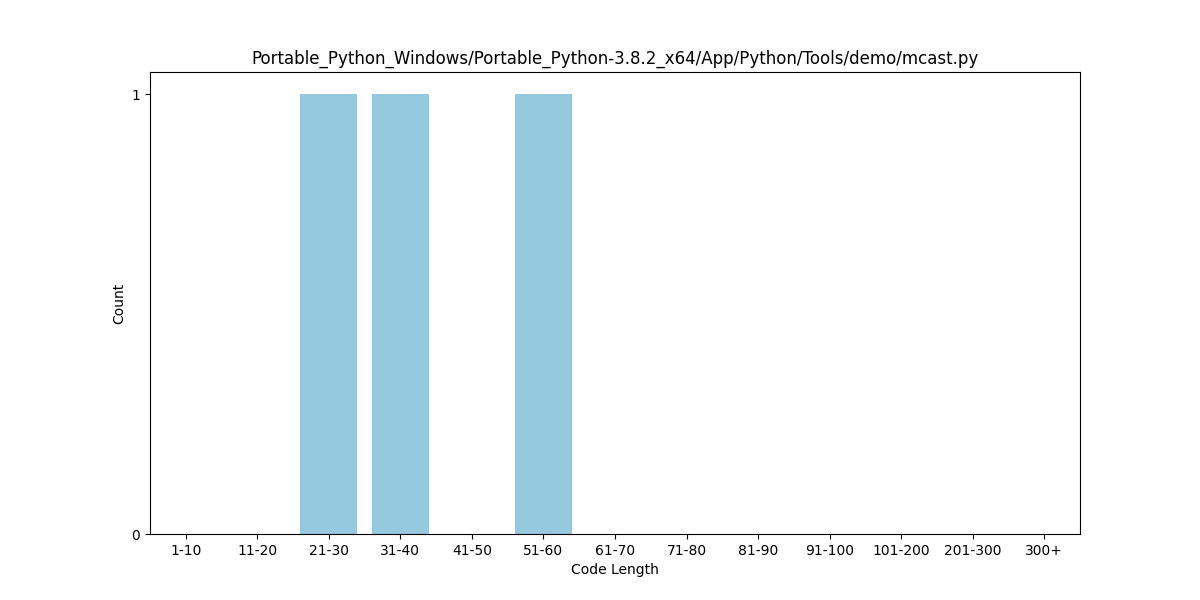 Portable_Python_Windows/Portable_Python-3.8.2_x64/App/Python/Tools/demo/mcast.py
1
Count
0
1-10 11-20 21-30 31-40 41-50 51-60 61-70 71-80 81-90 91-100 101-200 201-300 300+
Code Length